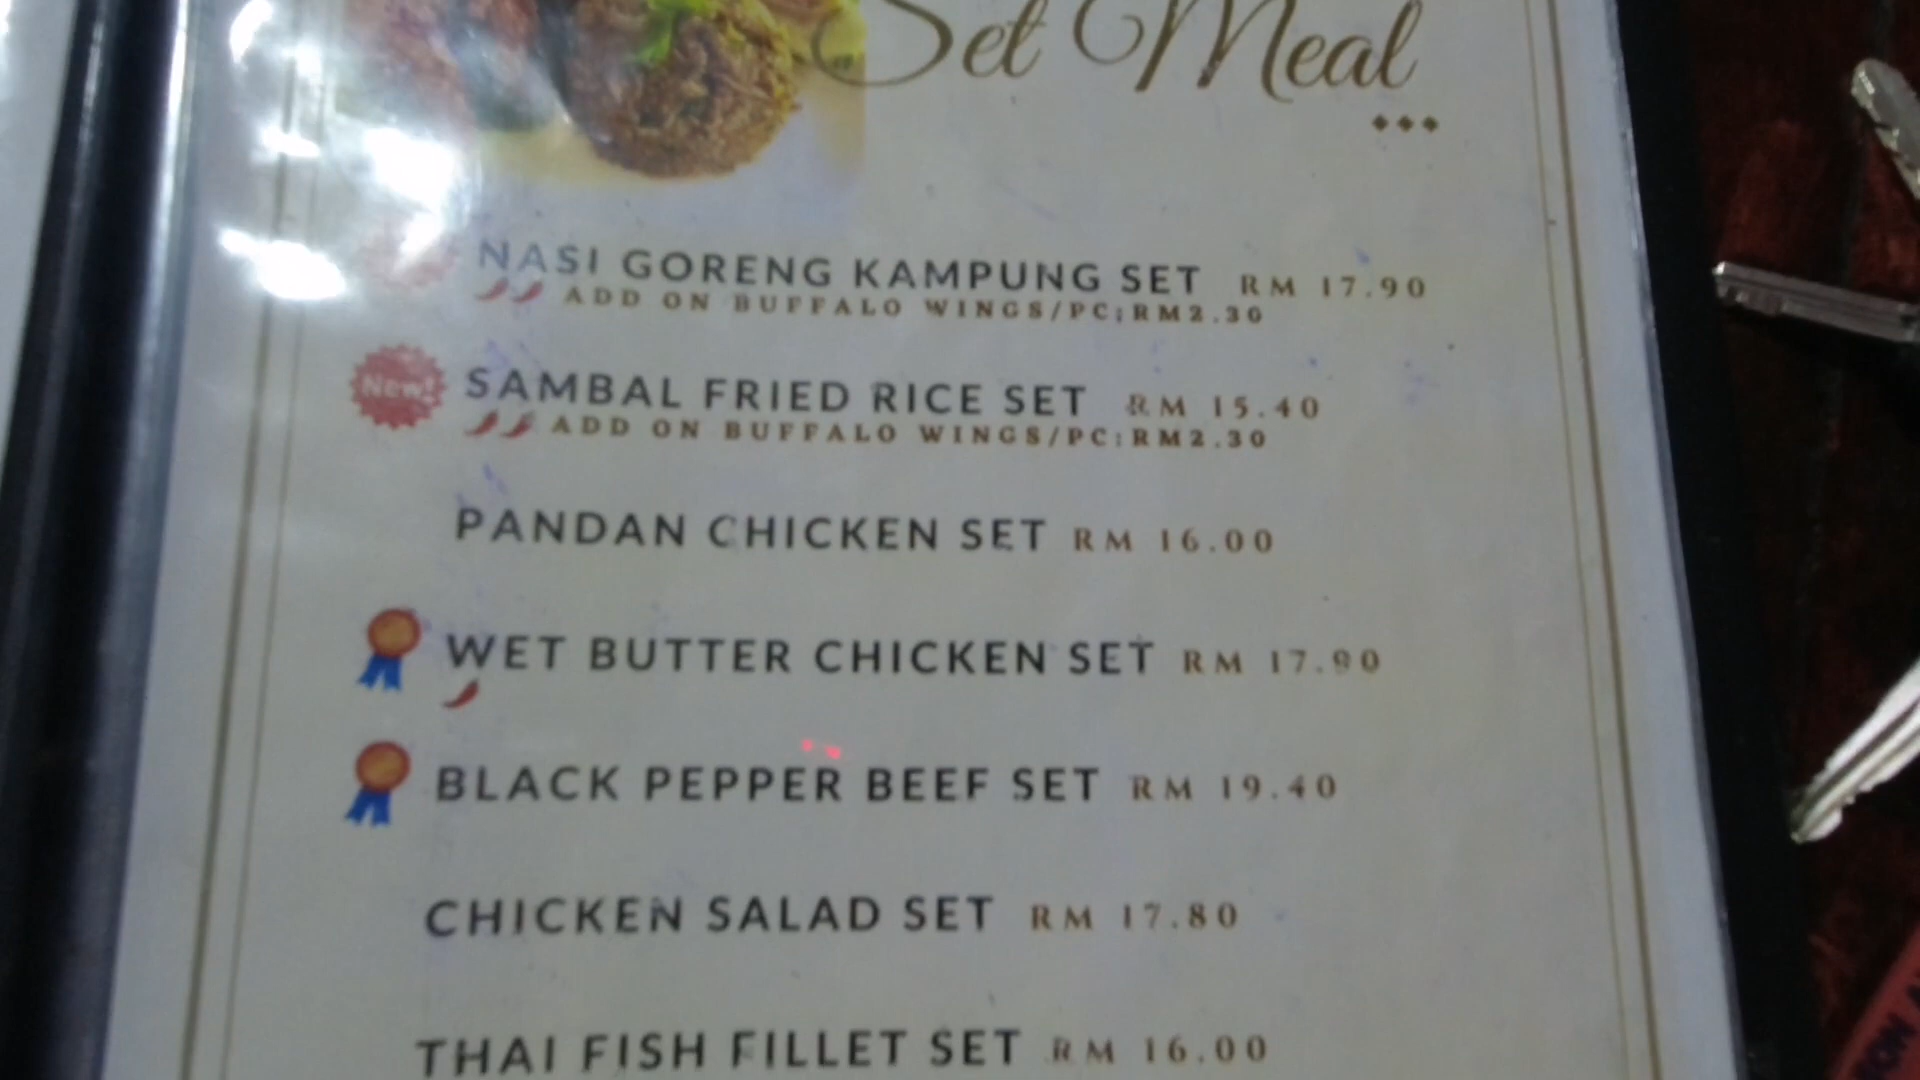 Set Meal
NASI GORENG KAMPUNG SET RM 17.90
ADD ON BUFFALO WINGS/PC:RM2.30
New! SAMBAL FRIED RICE SET RM 15.40
ADD ON BUFFALO WINGS/PC:RM2.30
PANDAN CHICKEN SET RM 16.00
WET BUTTER CHICKEN SET RM 17.90
BLACK PEPPER BEEF SET RM 19.40
CHICKEN SALAD SET RM 17.80
THAI FISH FILLET SET RM 16.00